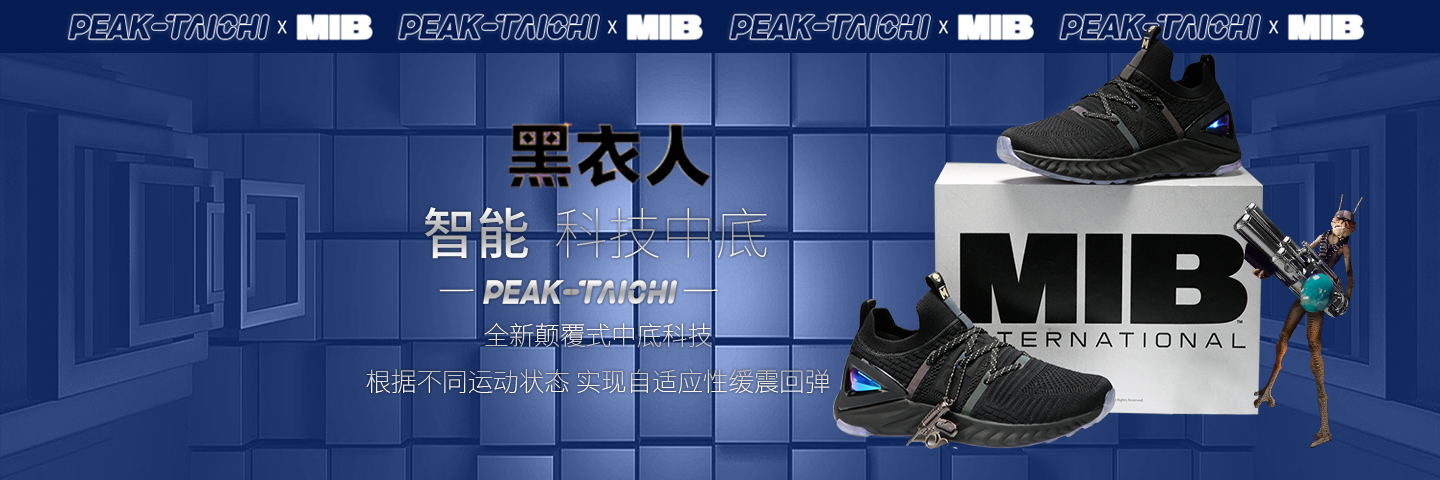 PEAK-TAICHI x MIB PEAK-TAICHI x MIB PEAK-TAICHI x MIB PEAK-TAICHI x MIB
黑衣人
智能 科技中底
PEAK-TAICHI
全新颠覆式中底科技
根据不同运动状态 实现自适应性缓震回弹
MIB™
INTERNATIONAL